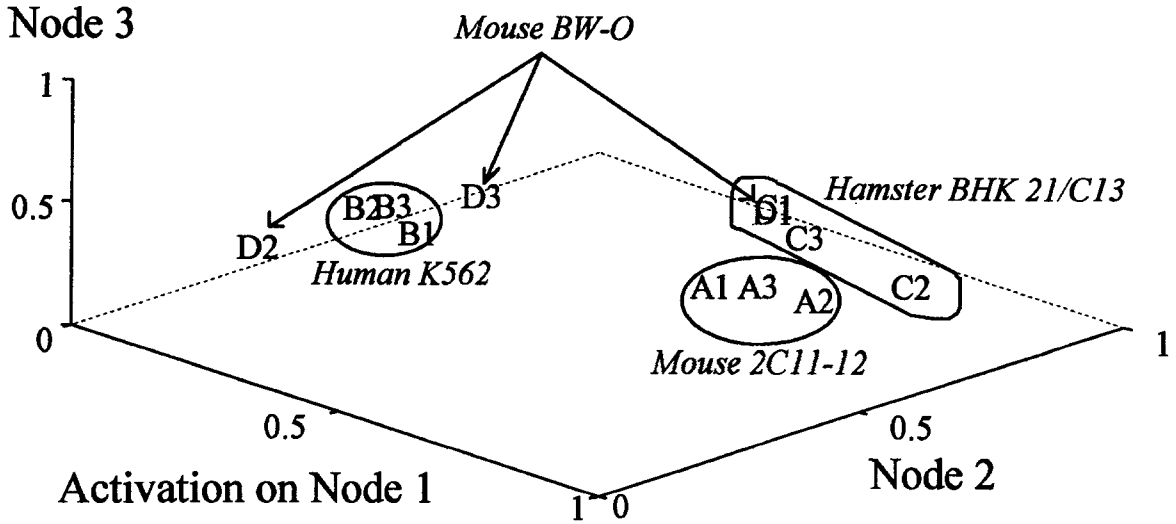 Node 3
Mouse BW-O
1
0.5
0
D2
B2 B3
B1
D3
Human K562
C1
D1
C3
C2
Hamster BHK 21/C13
A1 A3 A2
Mouse 2C11-12
1
0.5
0.5
Activation on Node 1
Node 2
1 0